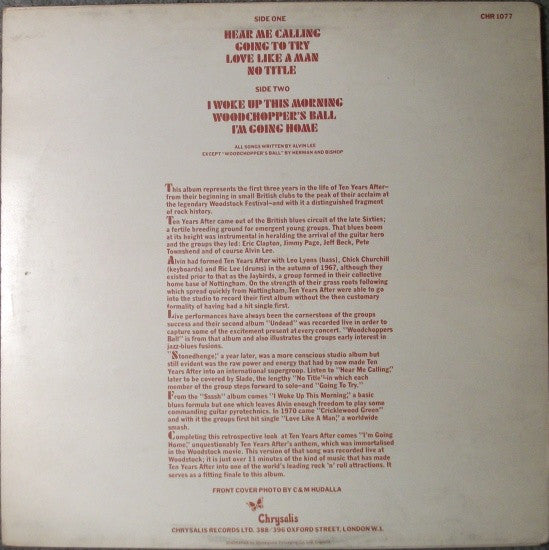 SIDE ONE
CHR 1077
HEAR ME CALLING
GOING TO TRY
LOVE LIKE A MAN
NO TITLE
SIDE TWO
I WOKE UP THIS MORNING
WOODCHOPPER'S BALL
I'M GOING HOME
ALL SONGS WRITTEN BY ALVIN LEE
EXCEPT "WOODCHOPPER'S BALL" BY HERMAN AND BISHOP
This album represents the first three years in the life of Ten Years After–
from their beginning in small British clubs to the peak of their acclaim at
the legendary Woodstock Festival–and with it a distinguished fragment
of rock history.
Ten Years After came out of the British blues circuit of the late Sixties;
a fertile breeding ground for emergent young groups. That blues boom
at its height was instrumental in heralding the arrival of the guitar hero
and the groups they led: Eric Clapton, Jimmy Page, Jeff Beck, Pete
Townshend and of course Alvin Lee.
Alvin had formed Ten Years After with Leo Lyons (bass), Chick Churchill
(keyboards) and Ric Lee (drums) in the autumn of 1967, although they
existed prior to that as the Jaybirds, a group formed in their collective
home base of Nottingham. On the strength of their grass roots following
which spread quickly from Nottingham, Ten Years After were able to go
into the studio to record their first album without the then customary
formality of having had a hit single first.
Live performances have always been the cornerstone of the groups
success and their second album "Undead" was recorded live in order to
capture some of the excitement present at every concert. "Woodchoppers
Ball" is from that album and also illustrates the groups early interest in
jazz-blues fusions.
"Stonedhenge," a year later, was a more conscious studio album but
still evident was the raw power and energy that had by now made Ten
Years After into an international supergroup. Listen to "Hear Me Calling,"
later to be covered by Slade, the lengthy "No Title"–in which each
member of the group steps forward to solo–and "Going To Try."
From the "Ssssh" album comes "I Woke Up This Morning," a basic
blues formula but one which leaves Alvin enough freedom to play some
commanding guitar pyrotechnics. In 1970 came "Cricklewood Green"
and with it the groups first hit single "Love Like A Man," a worldwide
smash.
Completing this retrospective look at Ten Years After comes "I'm Going
Home," unquestionably Ten Years After's anthem, which was immortalised
in the Woodstock movie. This version of that song was recorded live at
Woodstock; it is just over 11 minutes of the kind of music that has made
Ten Years After into one of the world's leading rock 'n' roll attractions. It
serves as a fitting finale to this album.
FRONT COVER PHOTO BY C & M HUDALLA
Chrysalis
CHRYSALIS RECORDS LTD. 388/396 OXFORD STREET, LONDON W.1.